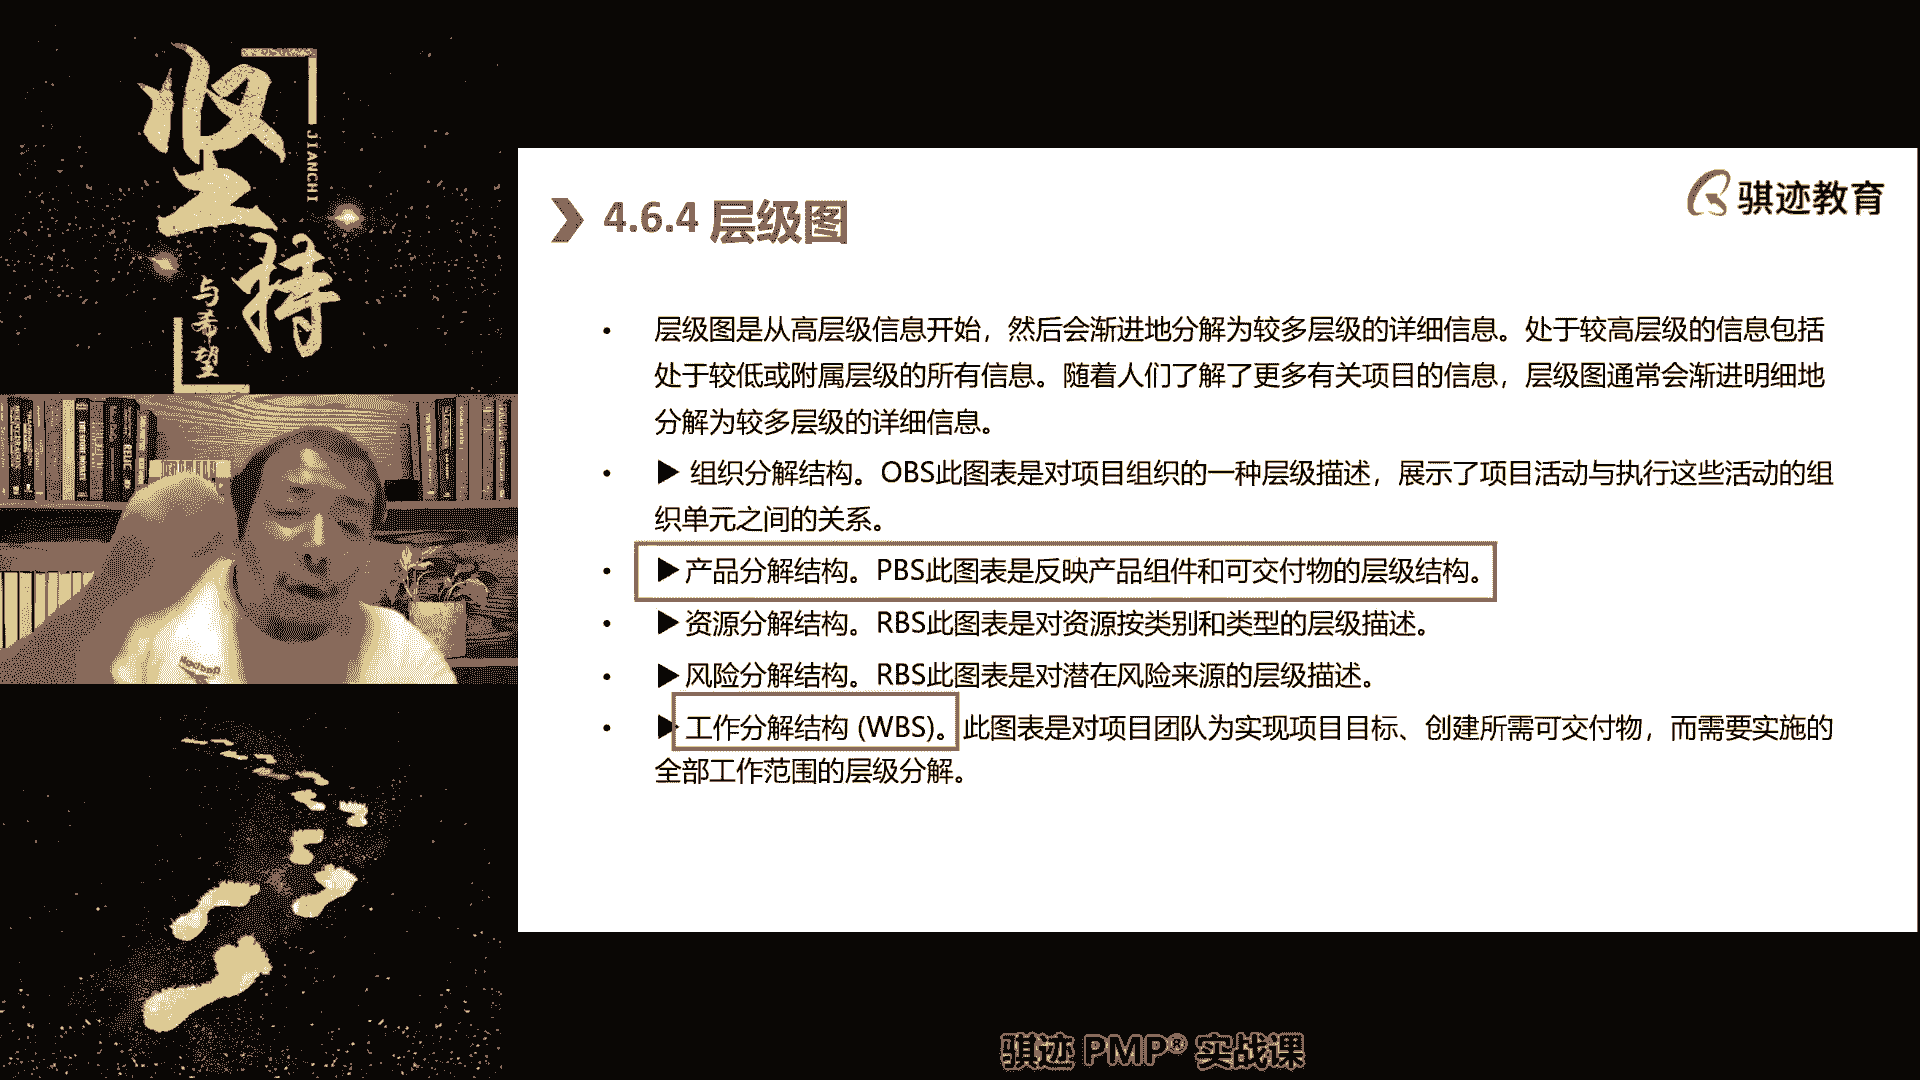 坚
持
JIANCHI
与
希
望
骐迹教育
4.6.4 层级图
• 层级图是从高层级信息开始，然后会渐进地分解为较多层级的详细信息。处于较高层级的信息包括
处于较低或附属层级的所有信息。随着人们了解了更多有关项目的信息，层级图通常会渐进明细地
分解为较多层级的详细信息。
• ▶ 组织分解结构。OBS此图表是对项目组织的一种层级描述，展示了项目活动与执行这些活动的组
织单元之间的关系。
• ▶产品分解结构。PBS此图表是反映产品组件和可交付物的层级结构。
• ▶资源分解结构。RBS此图表是对资源按类别和类型的层级描述。
• ▶风险分解结构。RBS此图表是对潜在风险来源的层级描述。
• ▶ 工作分解结构 (WBS)。此图表是对项目团队为实现项目目标、创建所需可交付物，而需要实施的
全部工作范围的层级分解。
骐迹 PMP® 实战课